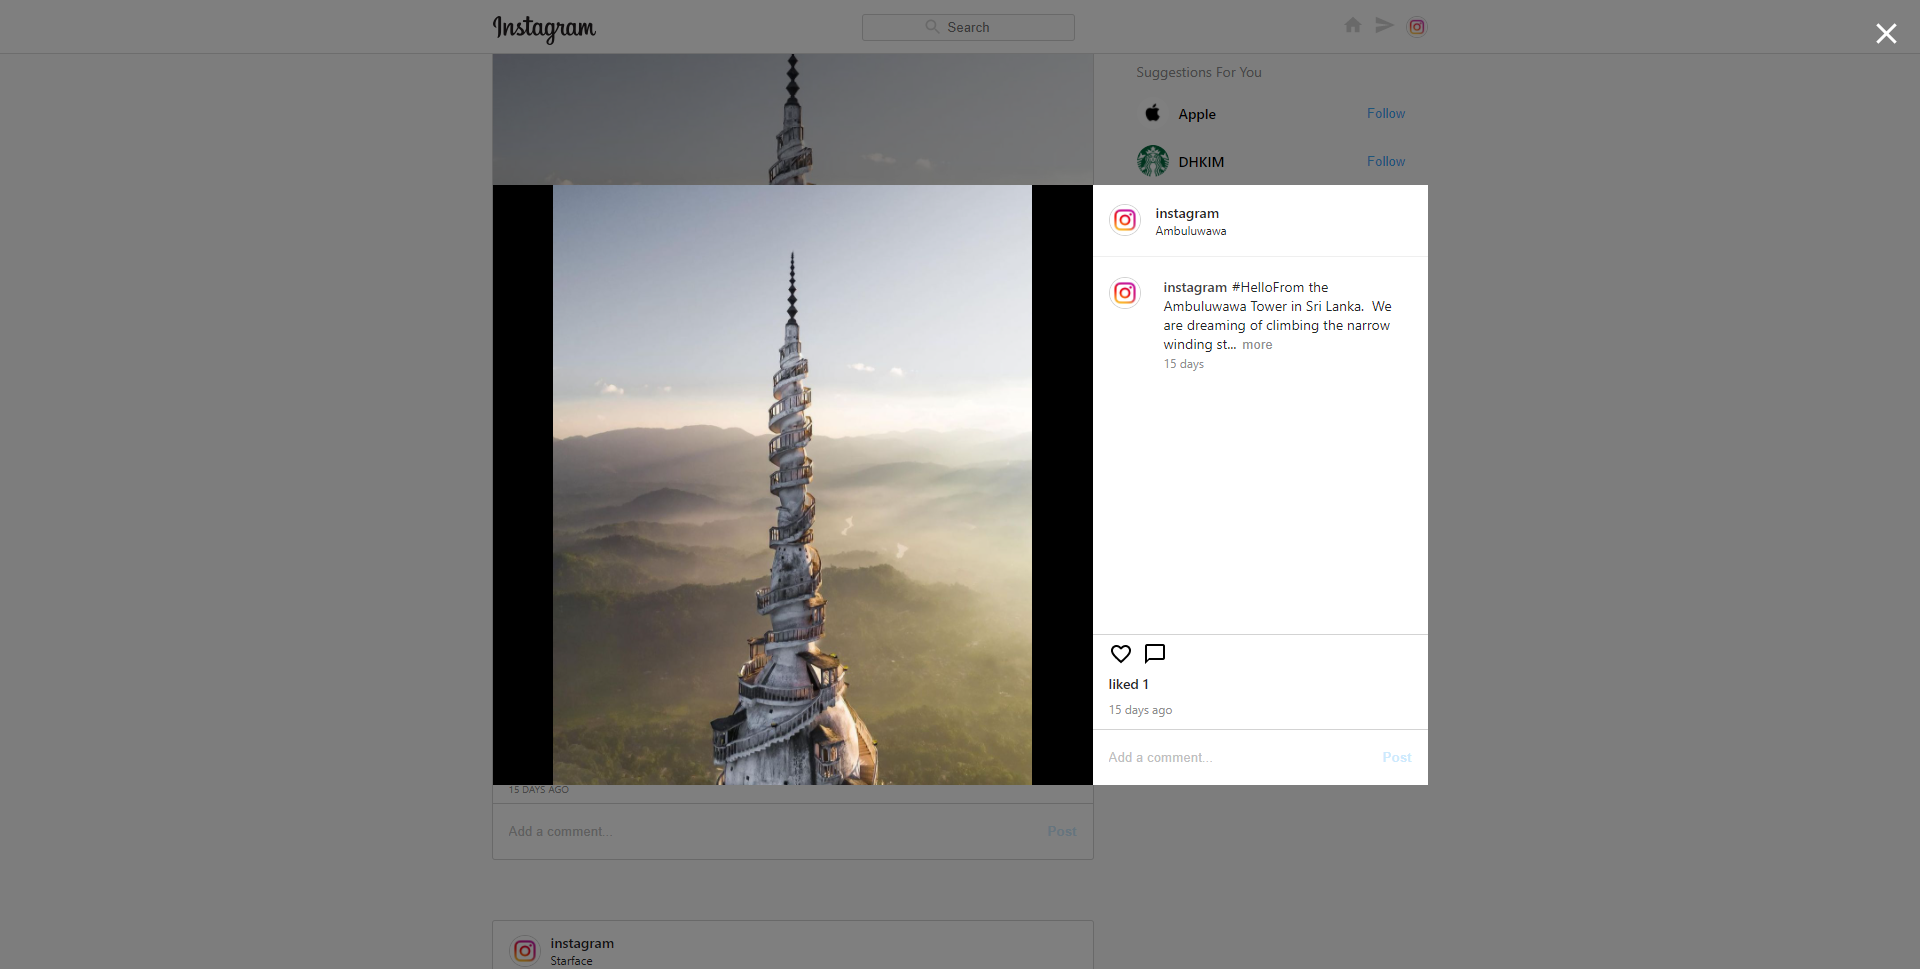 Instagram
Search
Suggestions For You
Apple
Follow
DHKIM
Follow
instagram
Ambuluwawa
instagram #HelloFrom the
Ambuluwawa Tower in Sri Lanka.  We
are dreaming of climbing the narrow
winding st... more
15 days
liked 1
15 days ago
Add a comment...
Post
15 DAYS AGO
Add a comment...
Post
instagram
Starface